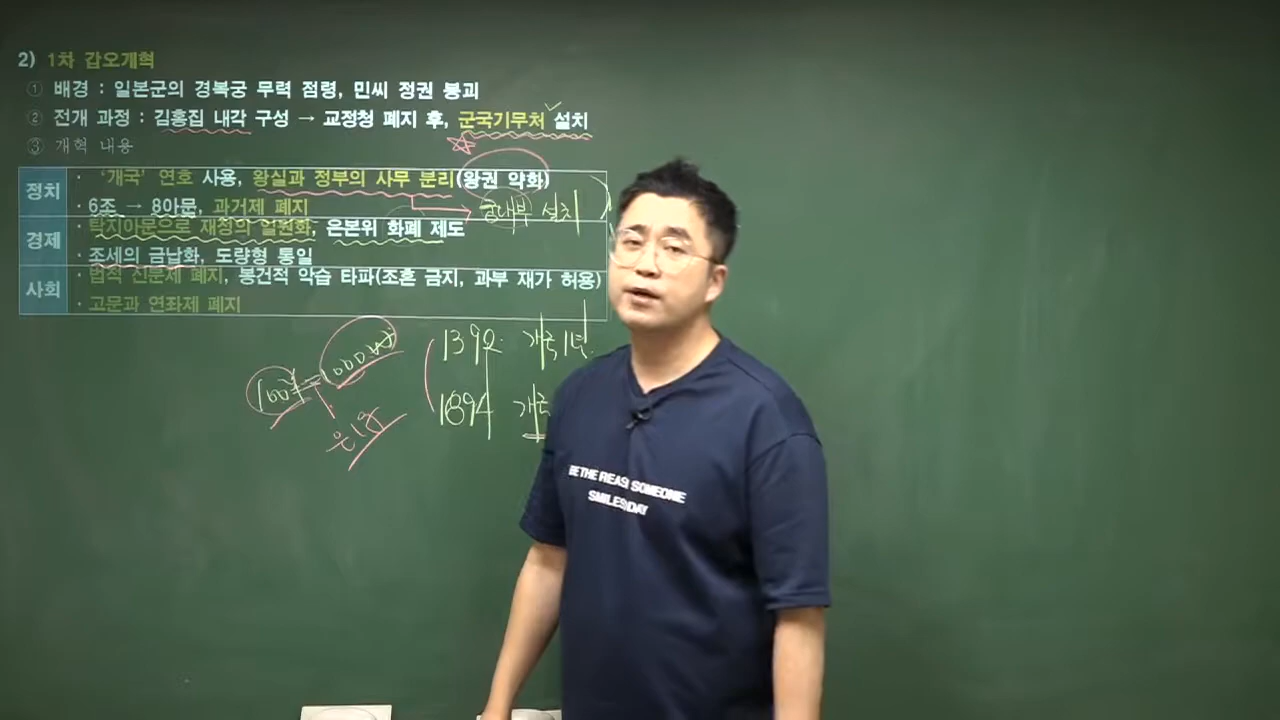 2) 1차 갑오개혁
① 배경 : 일본군의 경복궁 무력 점령, 민씨 정권 붕괴
② 전개 과정 : 김홍집 내각 구성 → 교정청 폐지 후, 군국기무처 설치
③ 개혁 내용
정치
· '개국' 연호 사용, 왕실과 정부의 사무 분리(왕권 약화)
· 6조 → 8아문, 과거제 폐지
궁내부 설치
경제
· 탁지아문으로 재정의 일원화, 은본위 화폐 제도
· 조세의 금납화, 도량형 통일
사회
· 법적 신분제 폐지, 봉건적 악습 타파(조혼 금지, 과부 재가 허용)
· 고문과 연좌제 폐지
1392 개국 1년
1894 개국
BE THE REAS SOMEONE
SMILES DAY